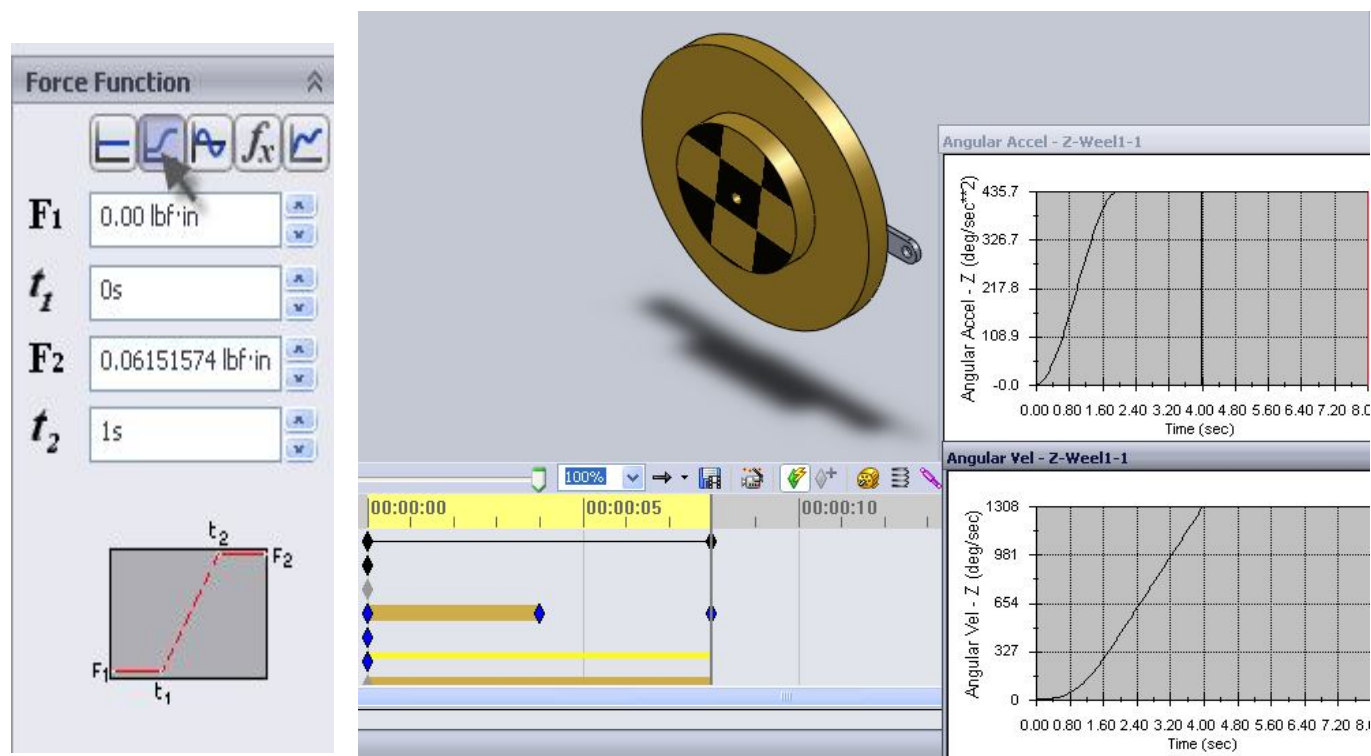 Force Function
fx
F1 0.00 lbf·in
t1 0s
F2 0.06151574 lbf·in
t2 1s
t2
F2
F1
t1
100%
00:00:00 00:00:05 00:00:10
Angular Accel - Z-Weel1-1
Angular Accel - Z (deg/sec**2)
435.7
326.7
217.8
108.9
-0.0
0.00 0.80 1.60 2.40 3.20 4.00 4.80 5.60 6.40 7.20 8.0
Time (sec)
Angular Vel - Z-Weel1-1
Angular Vel - Z (deg/sec)
1308
981
654
327
0
0.00 0.80 1.60 2.40 3.20 4.00 4.80 5.60 6.40 7.20 8.0
Time (sec)